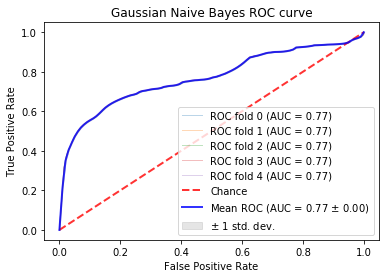 Gaussian Naive Bayes ROC curve
True Positive Rate
1.0
0.8
0.6
0.4
0.2
0.0
ROC fold 0 (AUC = 0.77)
ROC fold 1 (AUC = 0.77)
ROC fold 2 (AUC = 0.77)
ROC fold 3 (AUC = 0.77)
ROC fold 4 (AUC = 0.77)
Chance
Mean ROC (AUC = 0.77 ± 0.00)
± 1 std. dev.
0.0 0.2 0.4 0.6 0.8 1.0
False Positive Rate